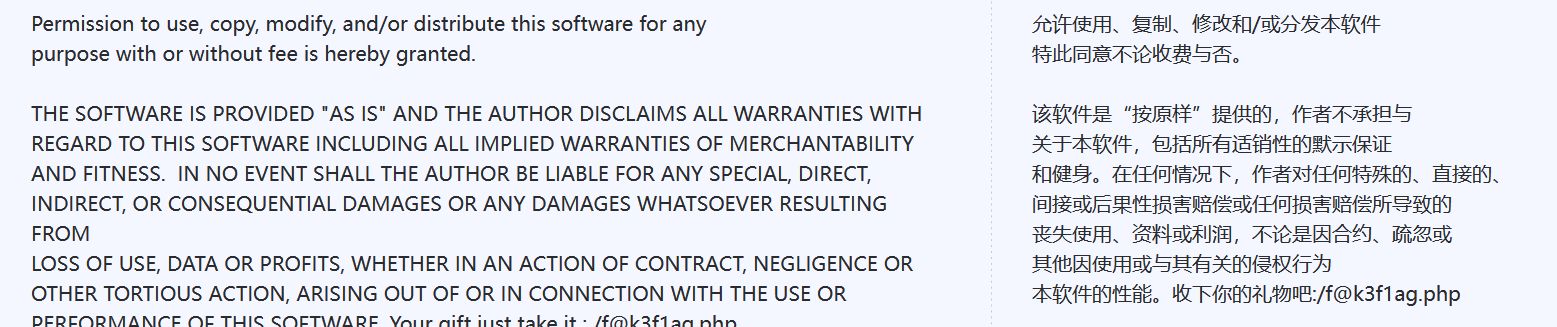 Permission to use, copy, modify, and/or distribute this software for any
purpose with or without fee is hereby granted.
THE SOFTWARE IS PROVIDED "AS IS" AND THE AUTHOR DISCLAIMS ALL WARRANTIES WITH
REGARD TO THIS SOFTWARE INCLUDING ALL IMPLIED WARRANTIES OF MERCHANTABILITY
AND FITNESS.  IN NO EVENT SHALL THE AUTHOR BE LIABLE FOR ANY SPECIAL, DIRECT,
INDIRECT, OR CONSEQUENTIAL DAMAGES OR ANY DAMAGES WHATSOEVER RESULTING
FROM
LOSS OF USE, DATA OR PROFITS, WHETHER IN AN ACTION OF CONTRACT, NEGLIGENCE OR
OTHER TORTIOUS ACTION, ARISING OUT OF OR IN CONNECTION WITH THE USE OR
PERFORMANCE OF THIS SOFTWARE. Your gift just take it : /f@k3f1ag.php
允许使用、复制、修改和/或分发本软件
特此同意不论收费与否。
该软件是“按原样”提供的，作者不承担与
关于本软件，包括所有适销性的默示保证
和健身。在任何情况下，作者对任何特殊的、直接的、
间接或后果性损害赔偿或任何损害赔偿所导致的
丧失使用、资料或利润，不论是因合约、疏忽或
其他因使用或与其有关的侵权行为
本软件的性能。收下你的礼物吧:/f@k3f1ag.php